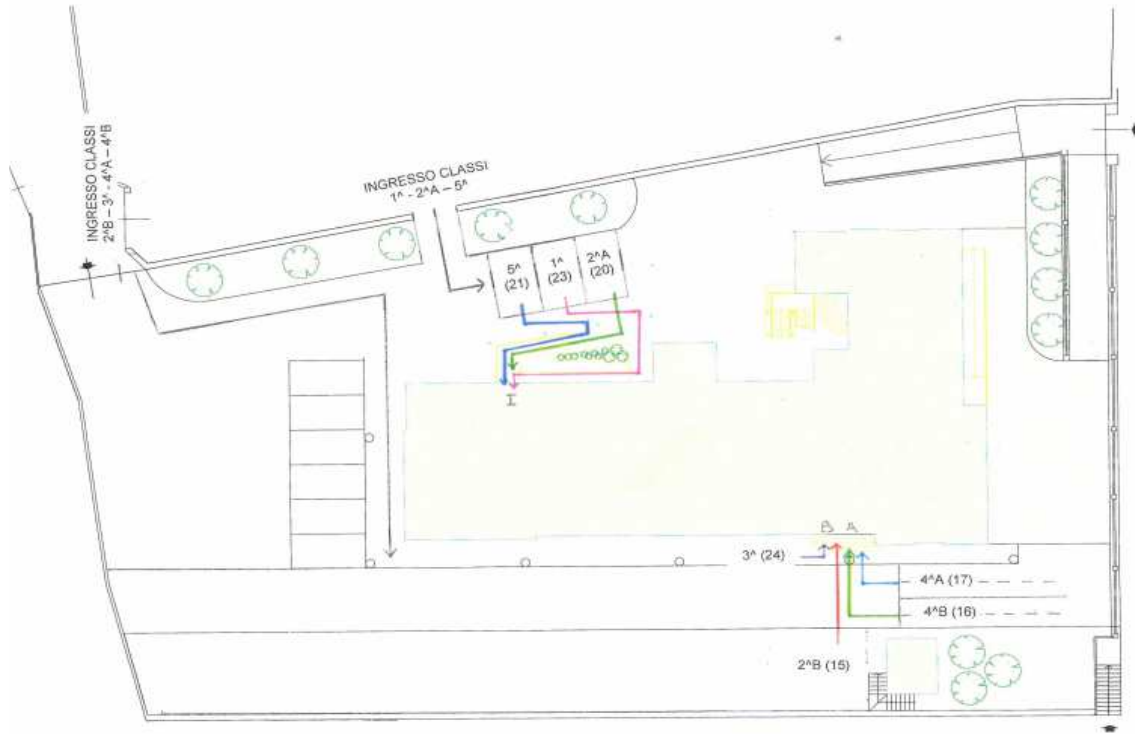 INGRESSO CLASSI
2^B – 3^ - 4^A – 4^B
INGRESSO CLASSI
1^ - 2^A – 5^
5^
(21)
1^
(23)
2^A
(20)
I
B A
3^ (24)
4^A (17)
4^B (16)
2^B (15)